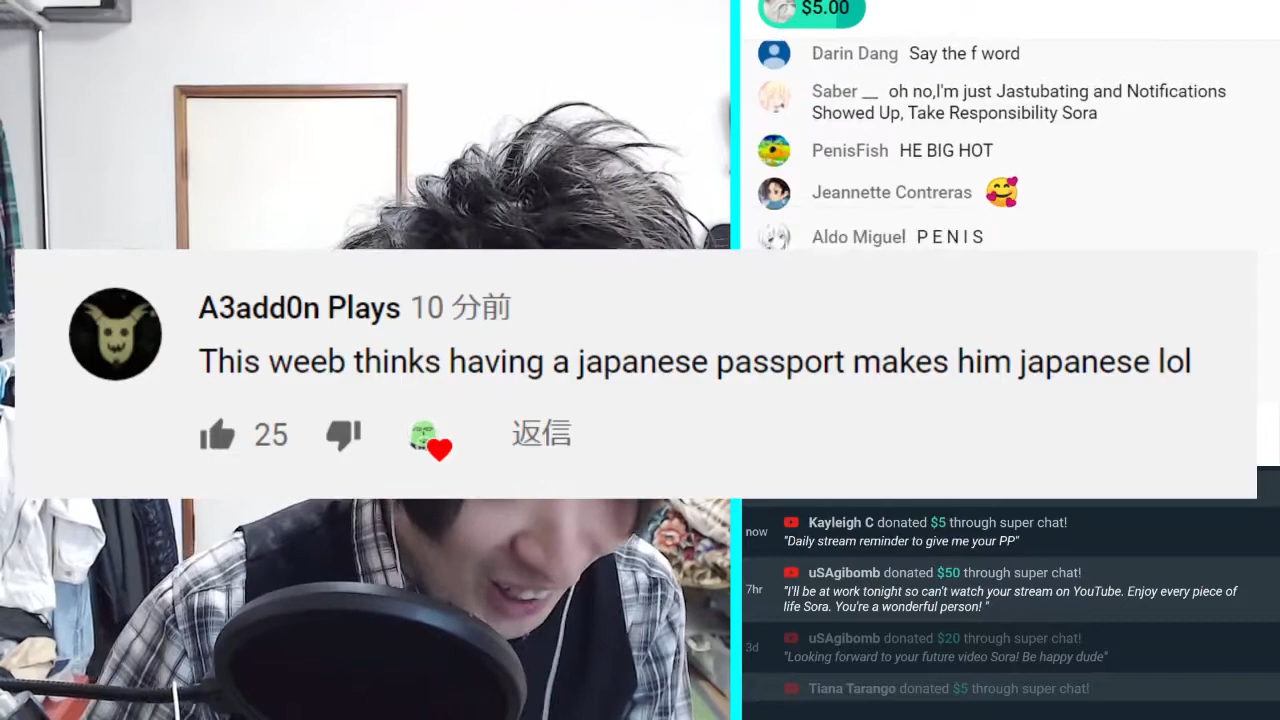 $5.00
Darin Dang Say the f word
Saber __ oh no,I'm just Jastubating and Notifications
Showed Up, Take Responsibility Sora
PenisFish HE BIG HOT
Jeannette Contreras
Aldo Miguel P E N I S
A3add0n Plays 10 分前
This weeb thinks having a japanese passport makes him japanese lol
25
返信
now
Kayleigh C donated $5 through super chat!
"Daily stream reminder to give me your PP"
7hr
uSAgibomb donated $50 through super chat!
"I'll be at work tonight so can't watch your stream on YouTube. Enjoy every piece of
life Sora. You're a wonderful person! "
3d
uSAgibomb donated $20 through super chat!
"Looking forward to your future video Sora! Be happy dude"
Tiana Tarango donated $5 through super chat!